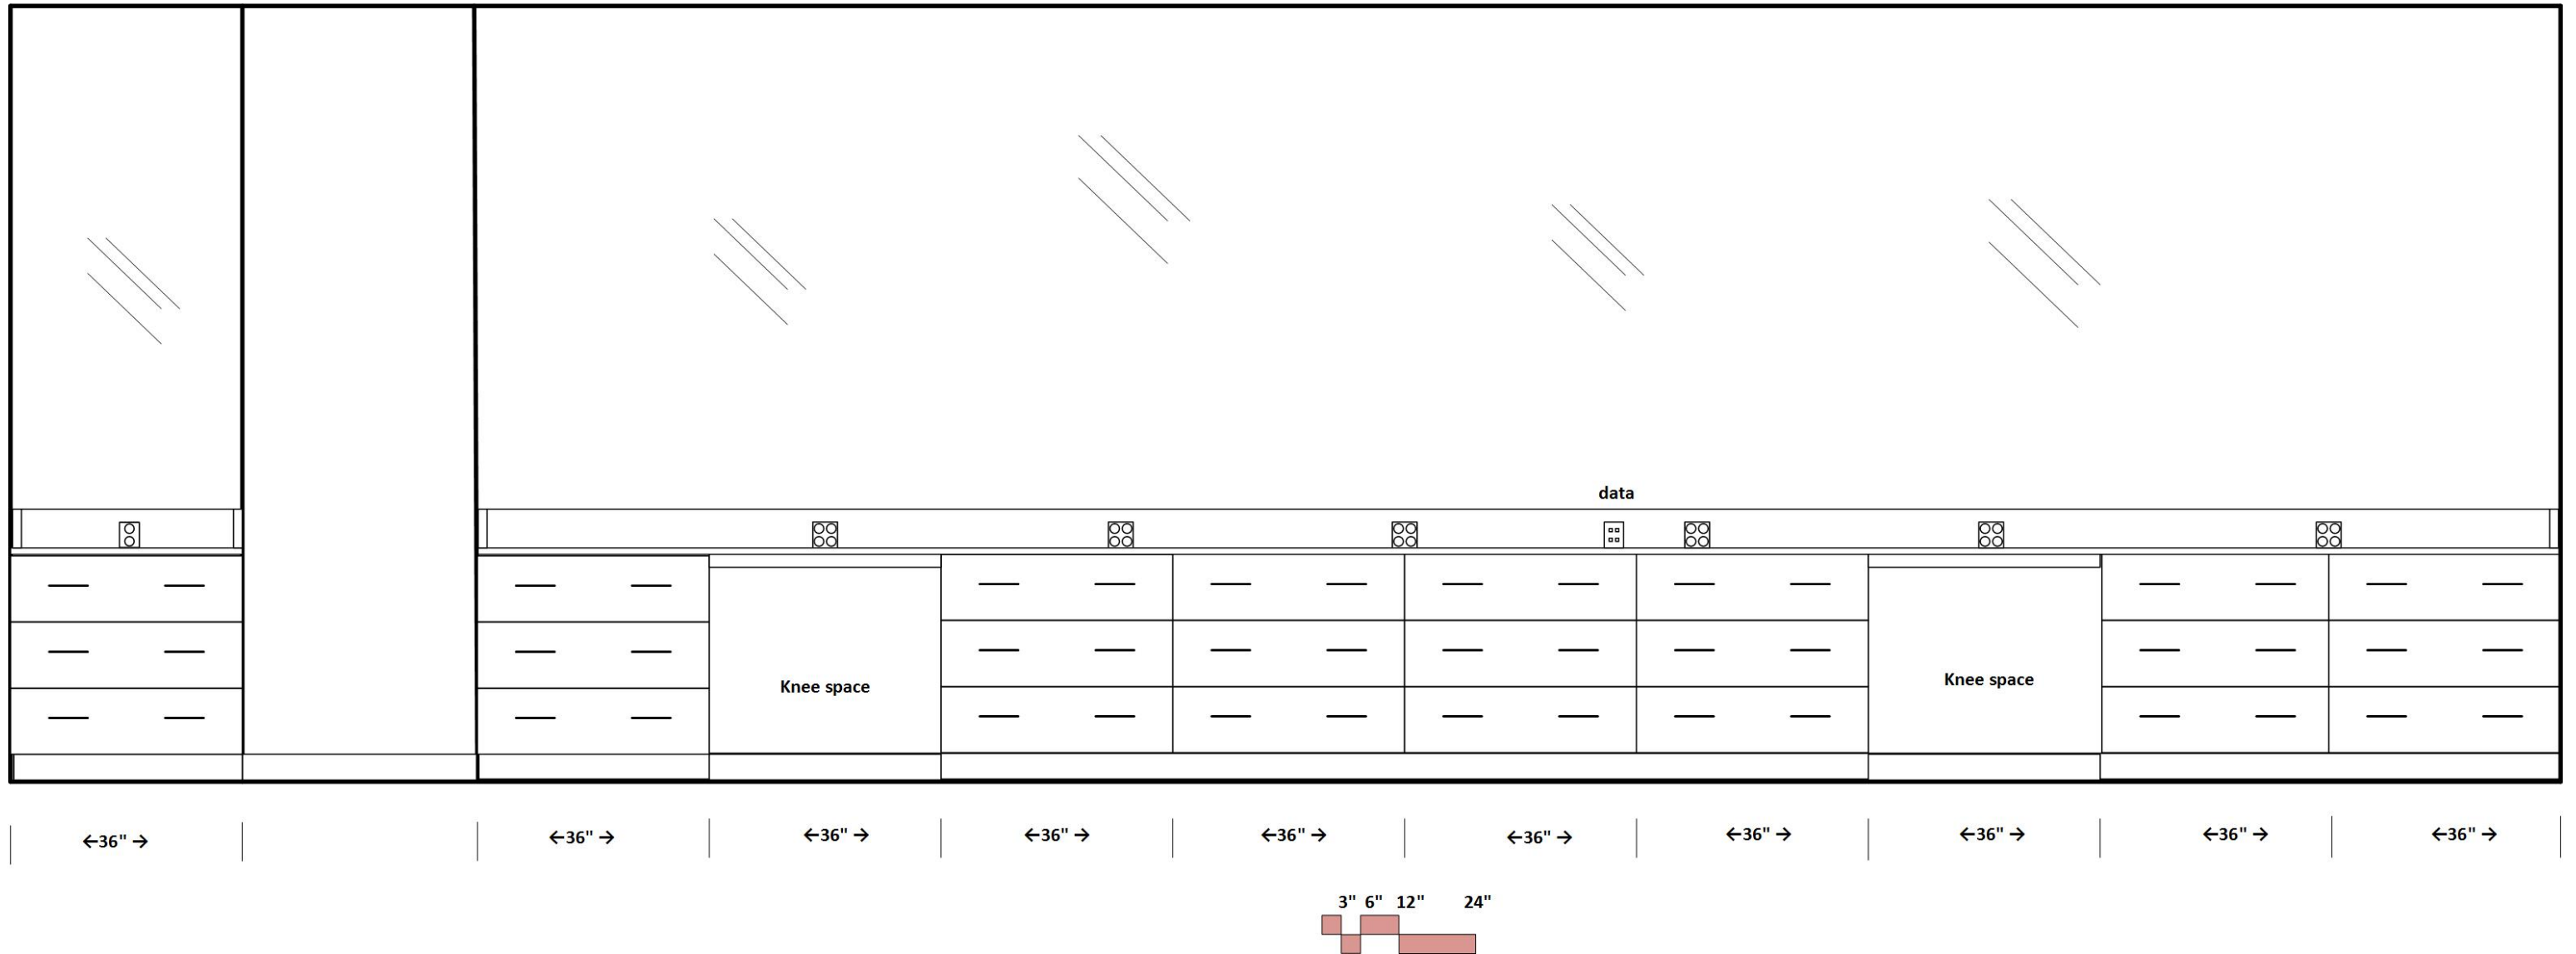 data
Knee space
Knee space
←36" →
←36" →
←36" →
←36" →
←36" →
←36" →
←36" →
←36" →
←36" →
←36" →
3" 6" 12" 24"